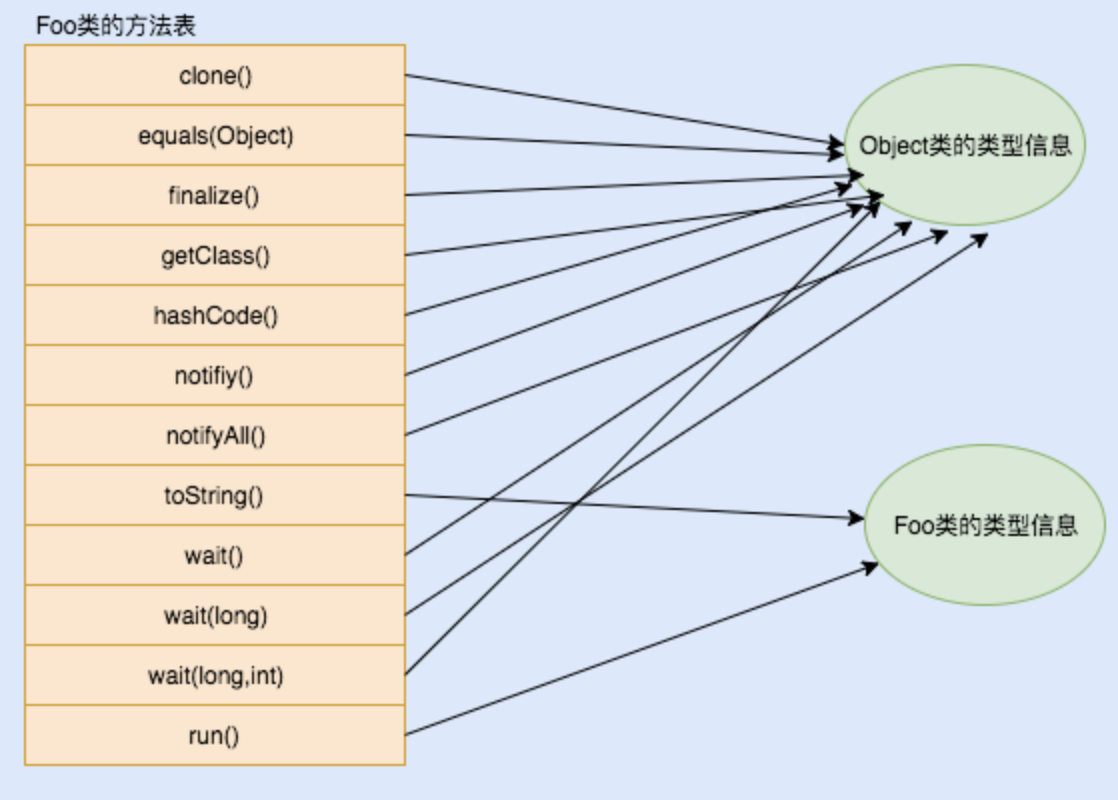 Foo类的方法表
clone()
equals(Object)
finalize()
getClass()
hashCode()
notifiy()
notifyAll()
toString()
wait()
wait(long)
wait(long,int)
run()
Object类的类型信息
Foo类的类型信息